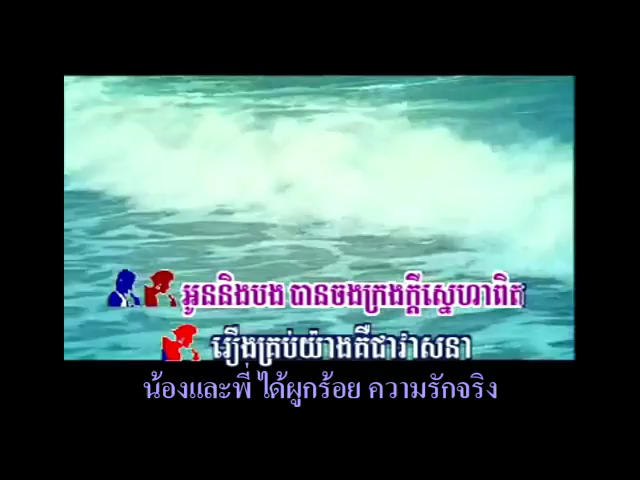 អូននិងបង បានចងក្រងក្ដីស្នេហាពិត
រឿងគ្រប់យ៉ាងគឺជាវាសនា
น้องและพี่ ได้ผูกร้อย ความรักจริง